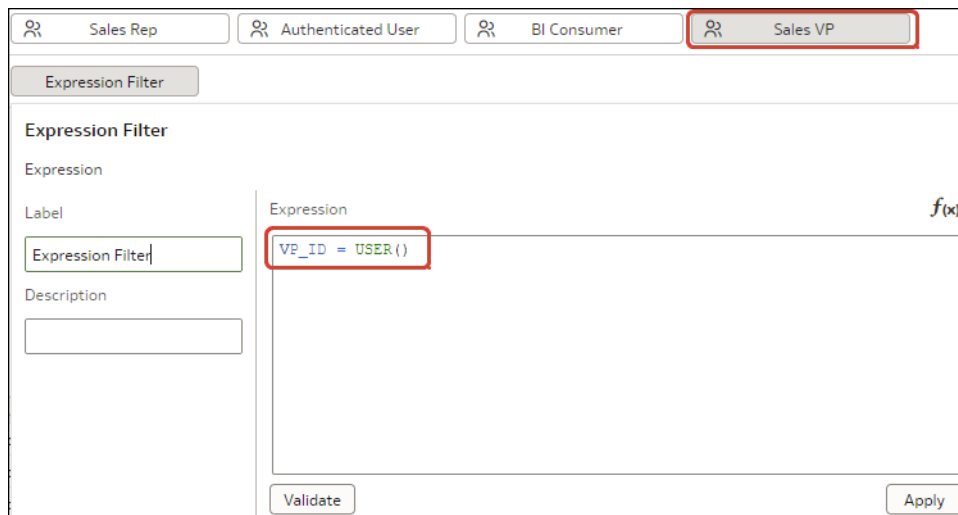 Sales Rep
Authenticated User
BI Consumer
Sales VP
Expression Filter
Expression Filter
Expression
Label
Expression
f(x)
Expression Filter
VP_ID = USER()
Description
Validate
Apply